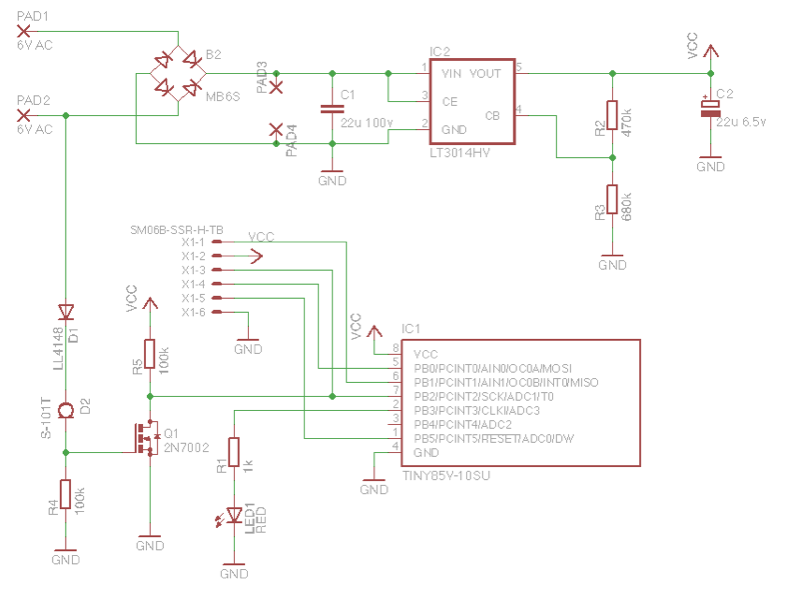 PAD1
6V AC
B2
MB6S
PAD2
6V AC
PAD3
PAD4
C1
22u 100v
GND
IC2
1
VIN VOUT
5
3
CE
CB
4
2
GND
LT3014HV
R2
470k
R3
680k
GND
VCC
C2
22u 6.5v
GND
SM06B-SSR-H-TB
X1-1
VCC
X1-2
X1-3
X1-4
X1-5
X1-6
GND
VCC
R5
100k
LL4148
D1
S-101T
D2
Q1
2N7002
R4
100k
GND
GND
R1
1k
LED1
RED
GND
VCC
IC1
8
VCC
5
PB0/PCINT0/AIN0/OC0A/MOSI
6
PB1/PCINT1/AIN1/OC0B/INT0/MISO
7
PB2/PCINT2/SCK/ADC1/T0
2
PB3/PCINT3/CLKI/ADC3
3
PB4/PCINT4/ADC2
1
PB5/PCINT5/RESET/ADC0/DW
4
GND
TINY85V-10SU
GND